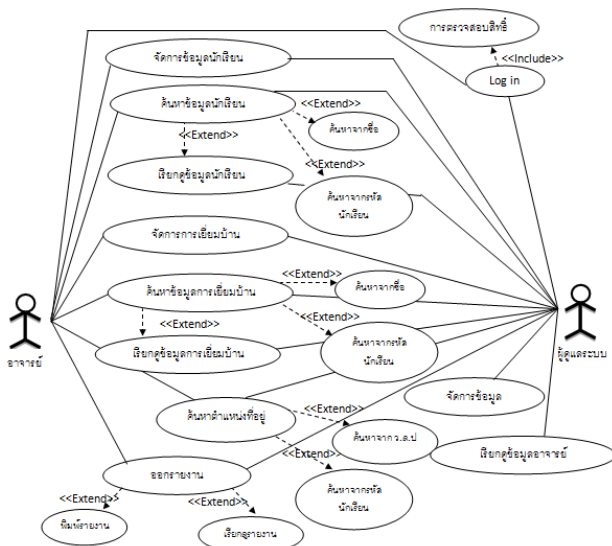 การตรวจสอบสิทธิ์
<<Include>>
Log in
จัดการข้อมูลนักเรียน
ค้นหาข้อมูลนักเรียน
<<Extend>>
ค้นหาจากชื่อ
<<Extend>>
<<Extend>>
เรียกดูข้อมูลนักเรียน
ค้นหาจากรหัส
นักเรียน
จัดการการเยี่ยมบ้าน
<<Extend>>
ค้นหาข้อมูลการเยี่ยมบ้าน
ค้นหาจากชื่อ
<<Extend>>
<<Extend>>
เรียกดูข้อมูลการเยี่ยมบ้าน
ค้นหาจากรหัส
นักเรียน
อาจารย์
ผู้ดูแลระบบ
จัดการข้อมูล
ค้นหาตำแหน่งที่อยู่
<<Extend>>
ค้นหาจาก ว.ด.ป
เรียกดูข้อมูลอาจารย์
<<Extend>>
ออกรายงาน
ค้นหาจากรหัส
นักเรียน
<<Extend>>
<<Extend>>
พิมพ์รายงาน
เรียกดูรายงาน